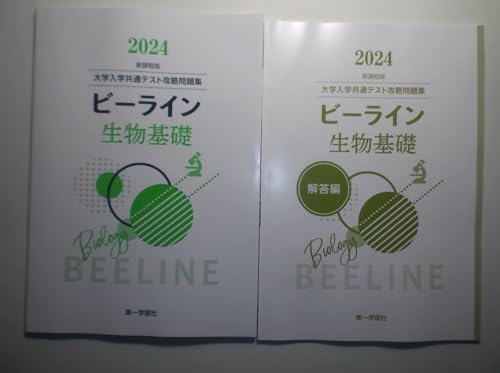 2024
新課程版
大学入学共通テスト攻略問題集
ビーライン
生物基礎
Biology
BEELINE
第一学習社
2024
新課程版
大学入学共通テスト攻略問題集
ビーライン
生物基礎
解答編
Biology
BEELINE
第一学習社